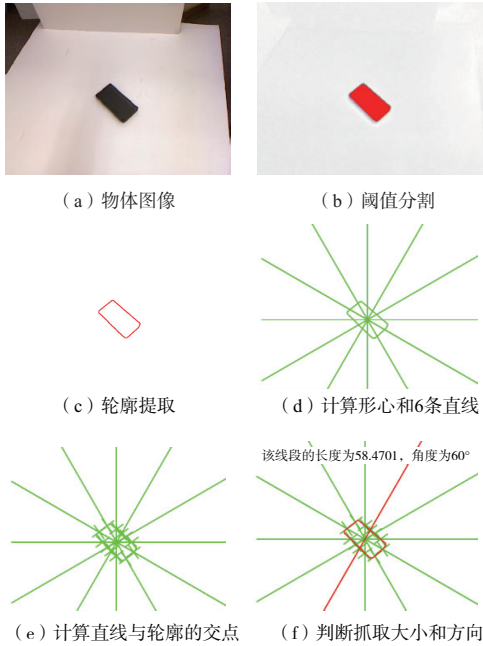 (a)物体图像
(b)阈值分割
(c)轮廓提取
(d)计算形心和6条直线
该线段的长度为58.4701，角度为60°
(e)计算直线与轮廓的交点
(f)判断抓取大小和方向